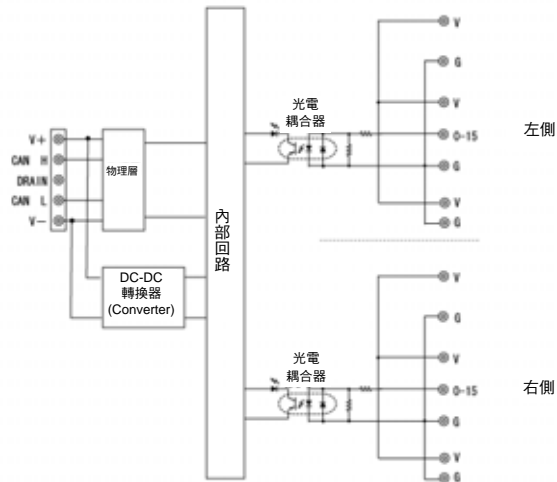 V+
CAN H
DRAIN
CAN L
V-
物理層
DC-DC
轉換器
(Converter)
內部回路
光電
耦合器
V
G
V
0-15
G
V
G
左側
光電
耦合器
V
G
V
0-15
G
V
G
右側